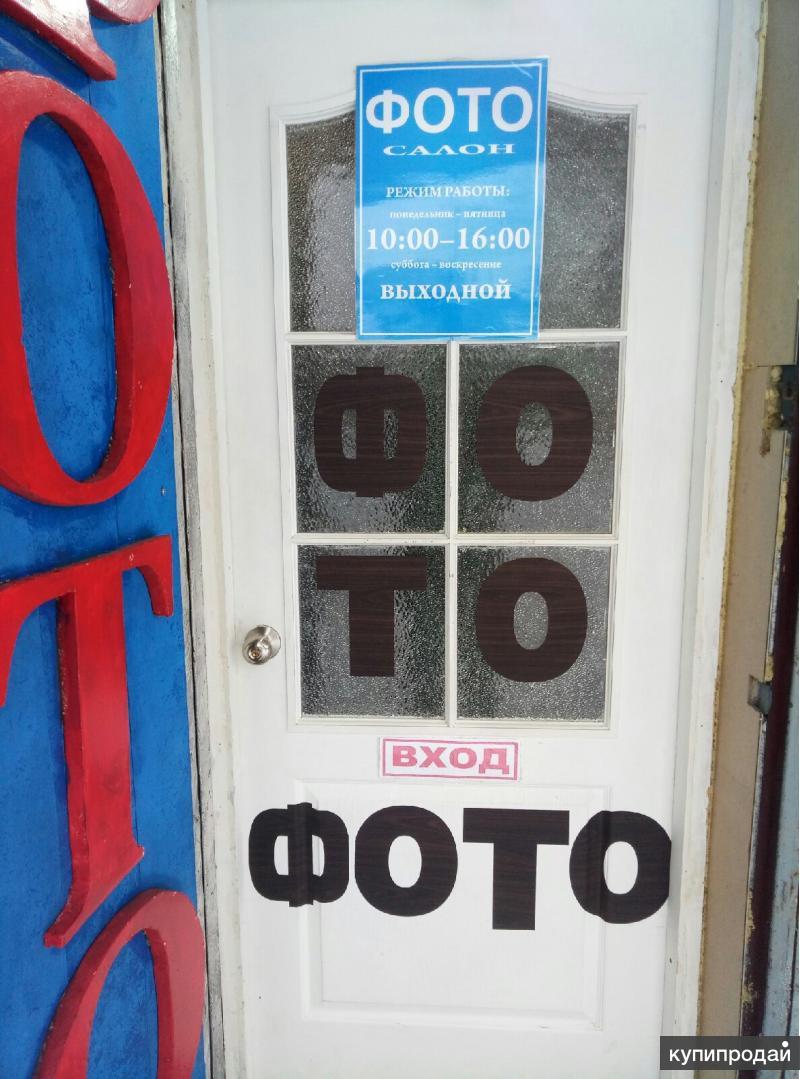 ФОТО
САЛОН
РЕЖИМ РАБОТЫ:
понедельник – пятница
10:00–16:00
суббота – воскресение
ВЫХОДНОЙ
ФО
ТО
ВХОД
ФОТО
ОТО
купипродай